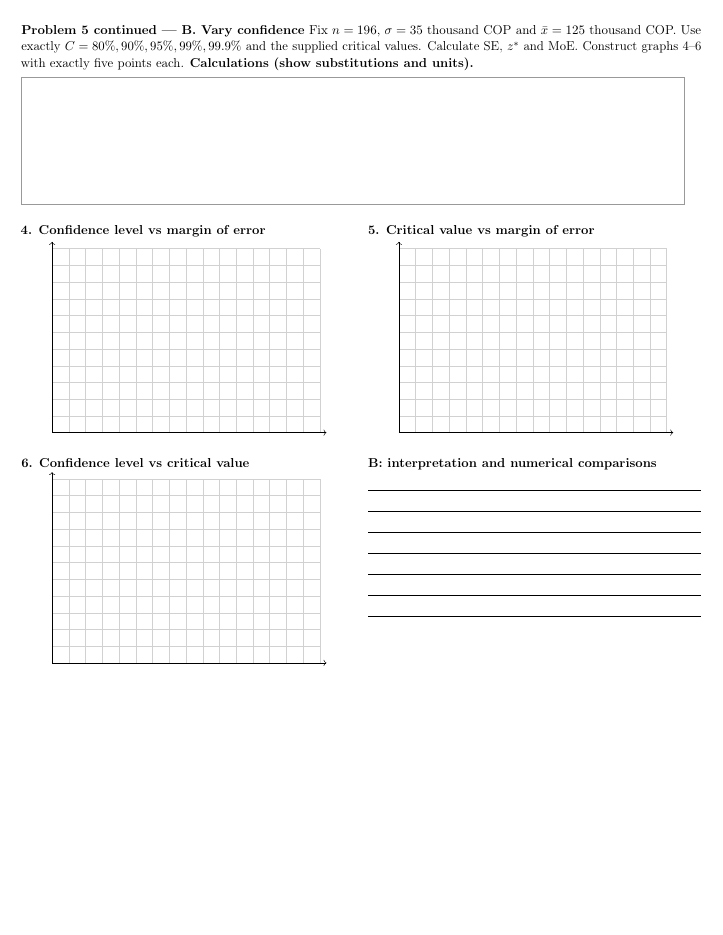 Problem 5 continued — B. Vary confidence Fix n = 196, σ = 35 thousand COP and x̄ = 125 thousand COP. Use
exactly C = 80%, 90%, 95%, 99%, 99.9% and the supplied critical values. Calculate SE, z* and MoE. Construct graphs 4–6
with exactly five points each. Calculations (show substitutions and units).
4. Confidence level vs margin of error
5. Critical value vs margin of error
6. Confidence level vs critical value
B: interpretation and numerical comparisons